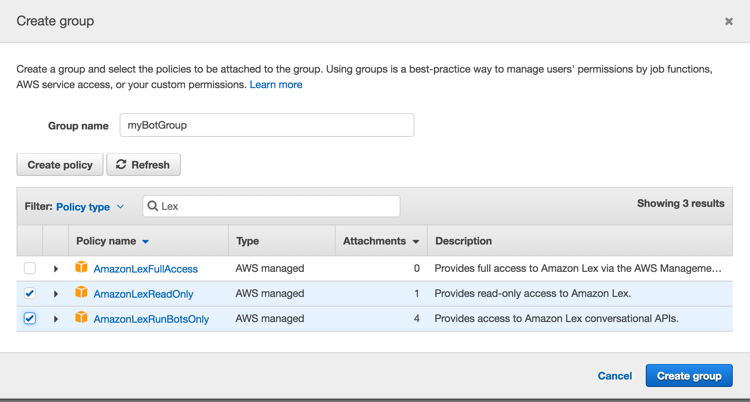 Create group
Create a group and select the policies to be attached to the group. Using groups is a best-practice way to manage users' permissions by job functions,
AWS service access, or your custom permissions. Learn more
Group name myBotGroup
Create policy Refresh
Filter: Policy type Lex Showing 3 results
Policy name Type Attachments Description
AmazonLexFullAccess AWS managed 0 Provides full access to Amazon Lex via the AWS Manageme…
AmazonLexReadOnly AWS managed 1 Provides read-only access to Amazon Lex.
AmazonLexRunBotsOnly AWS managed 4 Provides access to Amazon Lex conversational APIs.
Cancel Create group